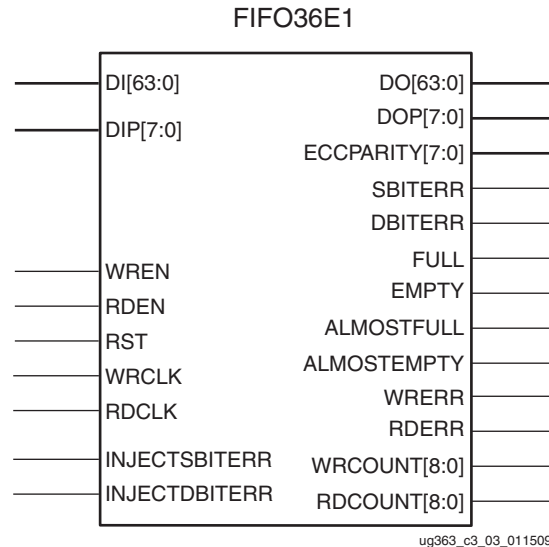 FIFO36E1
DI[63:0]
DIP[7:0]
WREN
RDEN
RST
WRCLK
RDCLK
INJECTSBITERR
INJECTDBITERR
DO[63:0]
DOP[7:0]
ECCPARITY[7:0]
SBITERR
DBITERR
FULL
EMPTY
ALMOSTFULL
ALMOSTEMPTY
WRERR
RDERR
WRCOUNT[8:0]
RDCOUNT[8:0]
ug363_c3_03_011509